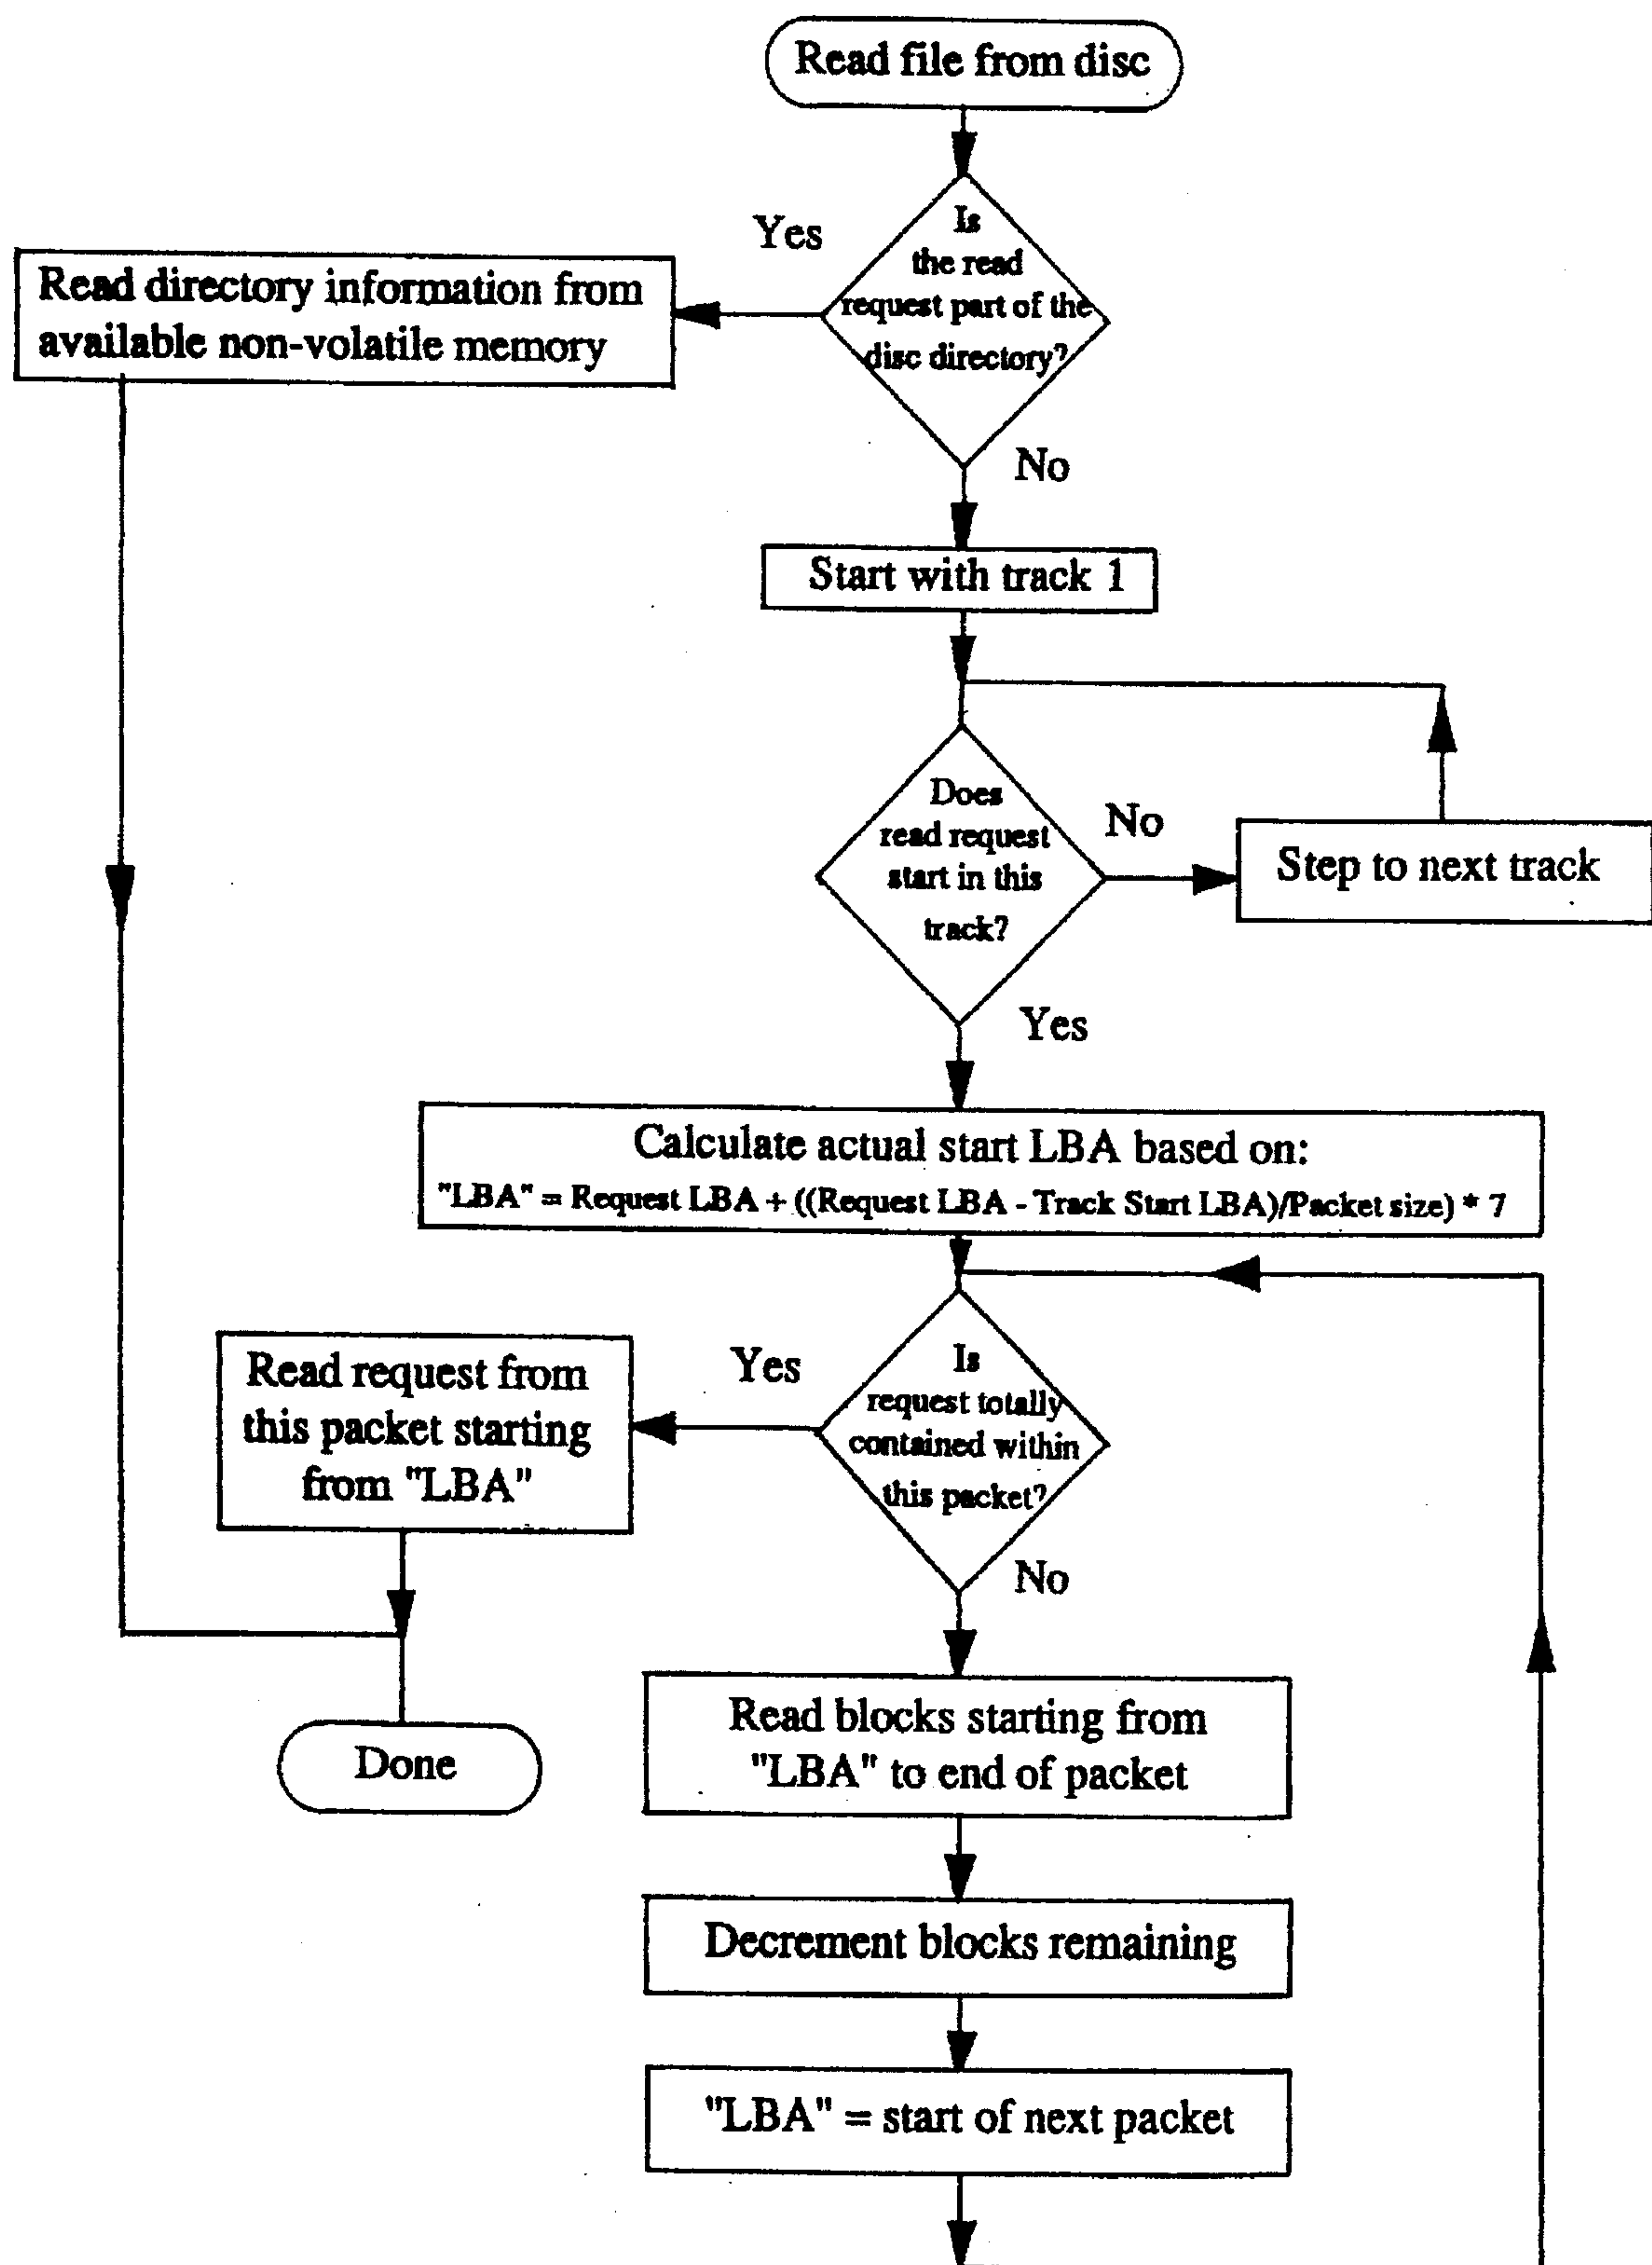 Read file from disc
Is
the read
request part of the
disc directory?
Yes
Read directory information from
available non-volatile memory
No
Start with track 1
Does
read request
start in this
track?
No
Step to next track
Yes
Calculate actual start LBA based on:
"LBA" = Request LBA + ((Request LBA - Track Start LBA)/Packet size) * 7
Is
request totally
contained within
this packet?
Yes
Read request from
this packet starting
from "LBA"
Done
No
Read blocks starting from
"LBA" to end of packet
Decrement blocks remaining
"LBA" = start of next packet